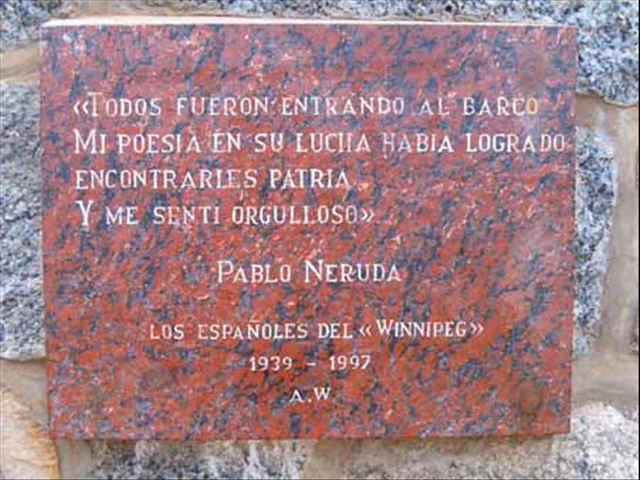 «TODOS FUERON ENTRANDO AL BARCO
MI POESIA EN SU LUCHA HABIA LOGRADO
ENCONTRARLES PATRIA
Y ME SENTI ORGULLOSO»
PABLO NERUDA
LOS ESPAÑOLES DEL «WINNIPEG»
1939 - 1997
A.W